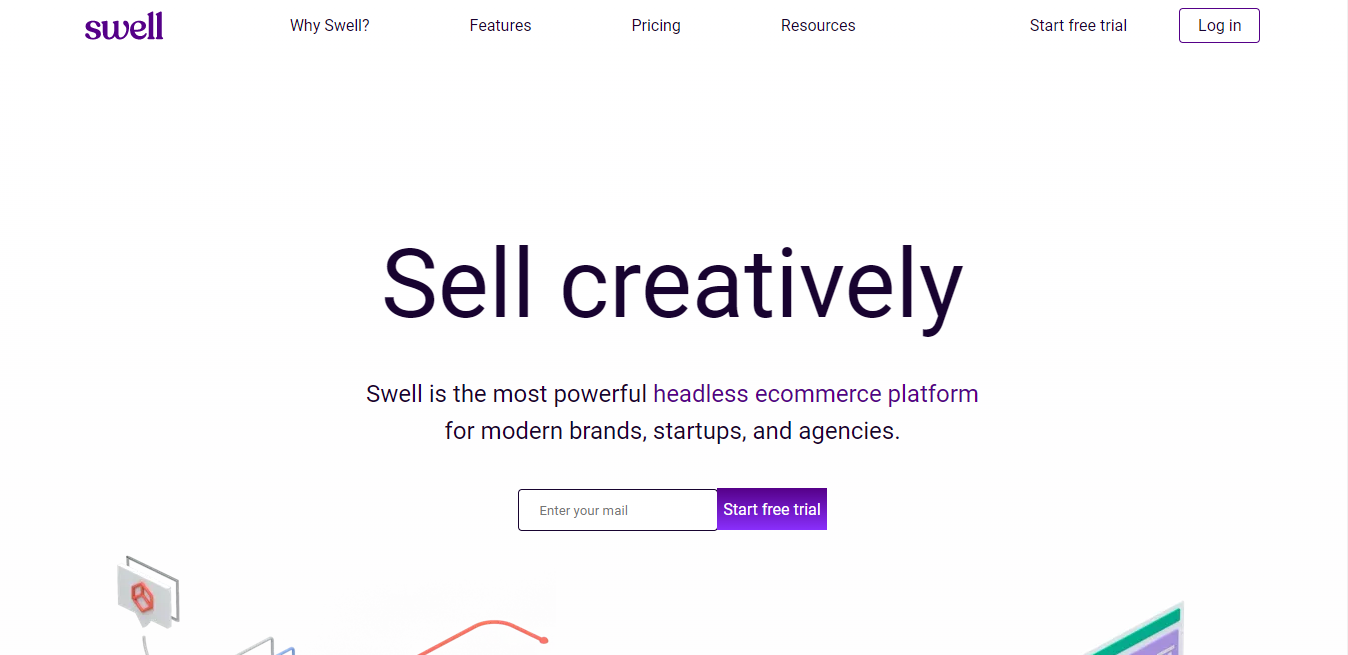 swell
Why Swell?
Features
Pricing
Resources
Start free trial
Log in
Sell creatively
Swell is the most powerful headless ecommerce platform
for modern brands, startups, and agencies.
Enter your mail
Start free trial